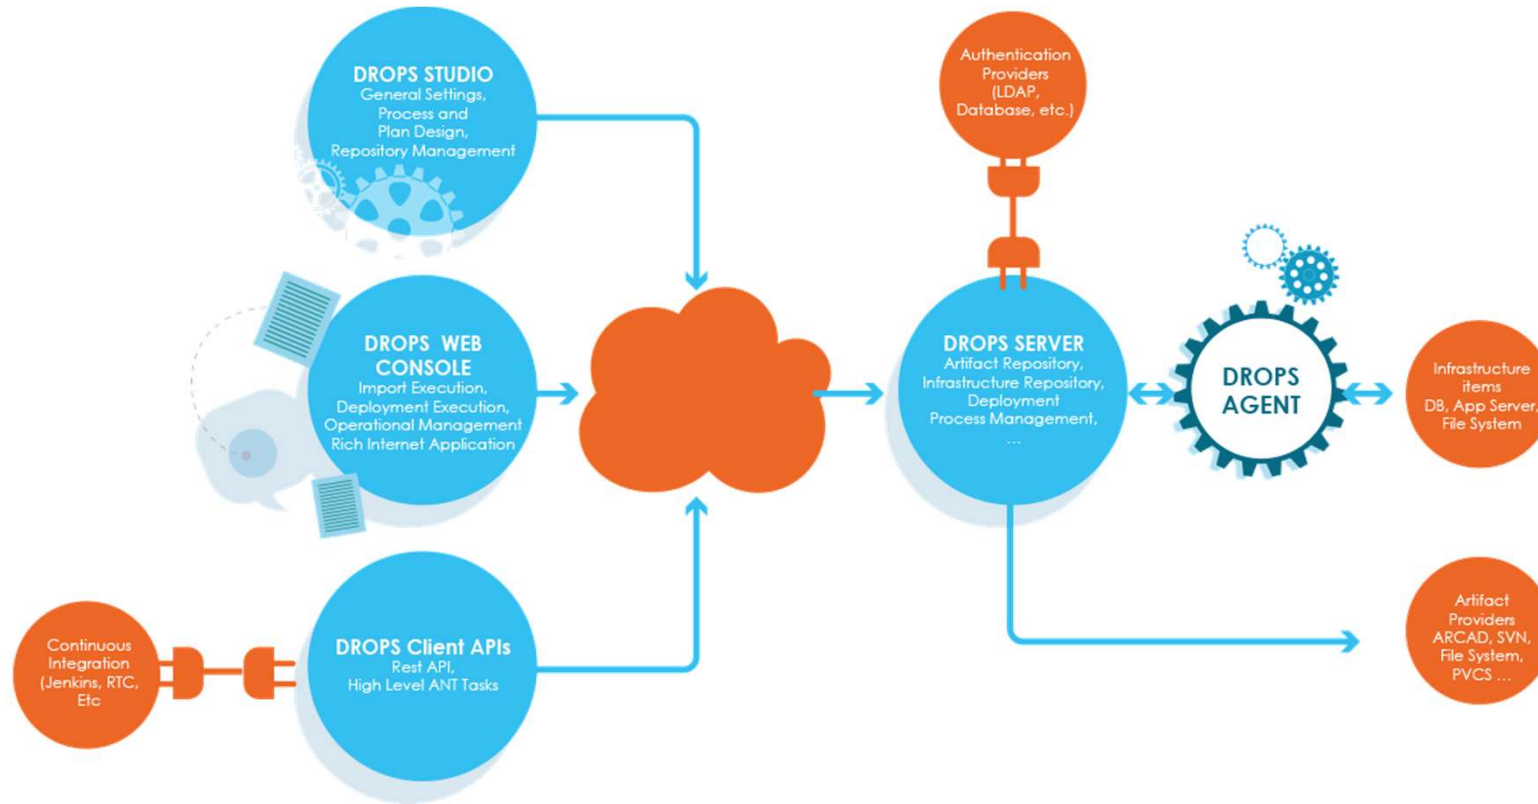 DROPS STUDIO
General Settings,
Process and
Plan Design,
Repository Management
Authentication
Providers
(LDAP,
Database, etc.)
DROPS WEB
CONSOLE
Import Execution,
Deployment Execution,
Operational Management
Rich Internet Application
DROPS SERVER
Artifact Repository,
Infrastructure Repository,
Deployment
Process Management,
...
DROPS
AGENT
Infrastructure
items
DB, App Server,
File System
Continuous
Integration
(Jenkins, RTC,
Etc
DROPS Client APIs
Rest API,
High Level ANT Tasks
Artifact
Providers
ARCAD, SVN,
File System,
PVCS ...